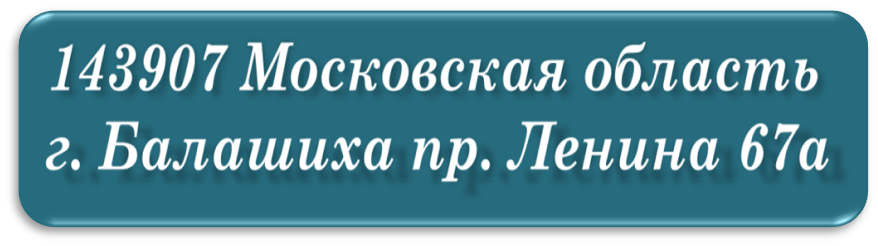 143907 Московская область
г. Балашиха пр. Ленина 67а